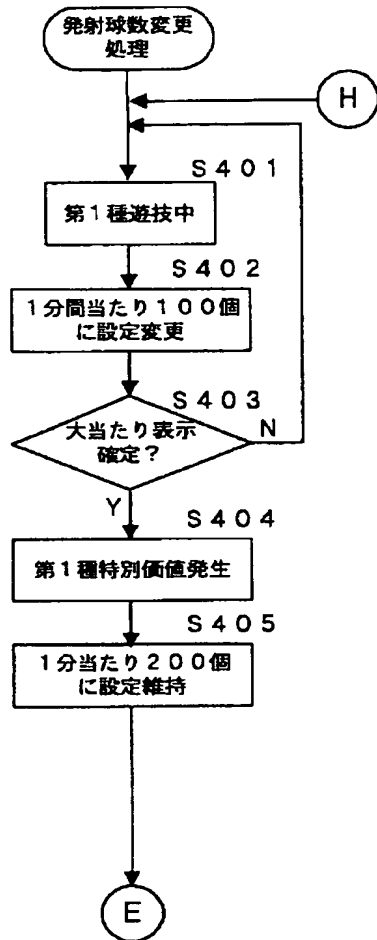 発射球数変更
処理
H
S401
第1種遊技中
S402
1分間当たり100個
に設定変更
S403
大当たり表示
確定?
N
Y
S404
第1種特別価値発生
S405
1分当たり200個
に設定維持
E